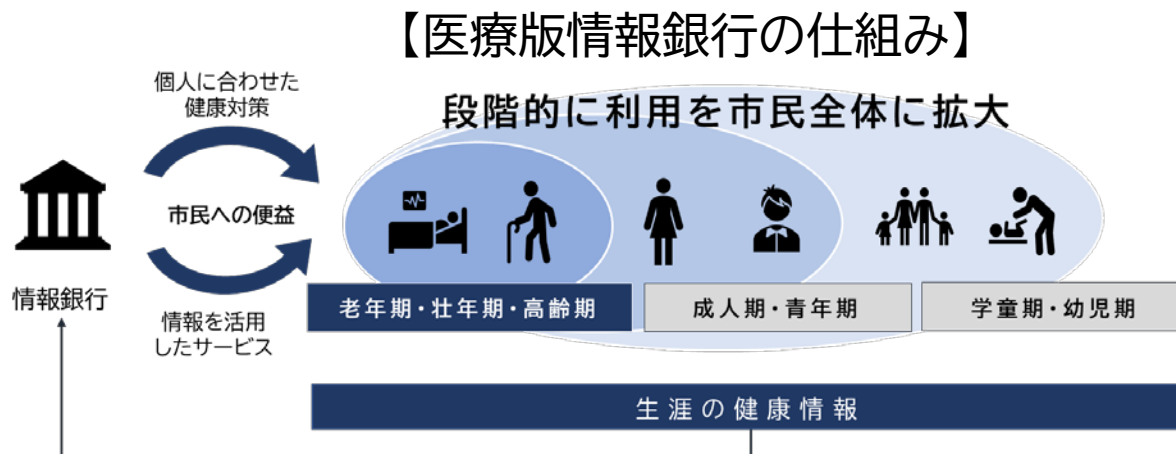 【医療版情報銀行の仕組み】
個人に合わせた
健康対策
段階的に利用を市民全体に拡大
市民への便益
情報銀行
情報を活用
したサービス
老年期・壮年期・高齢期
成人期・青年期
学童期・幼児期
生涯の健康情報